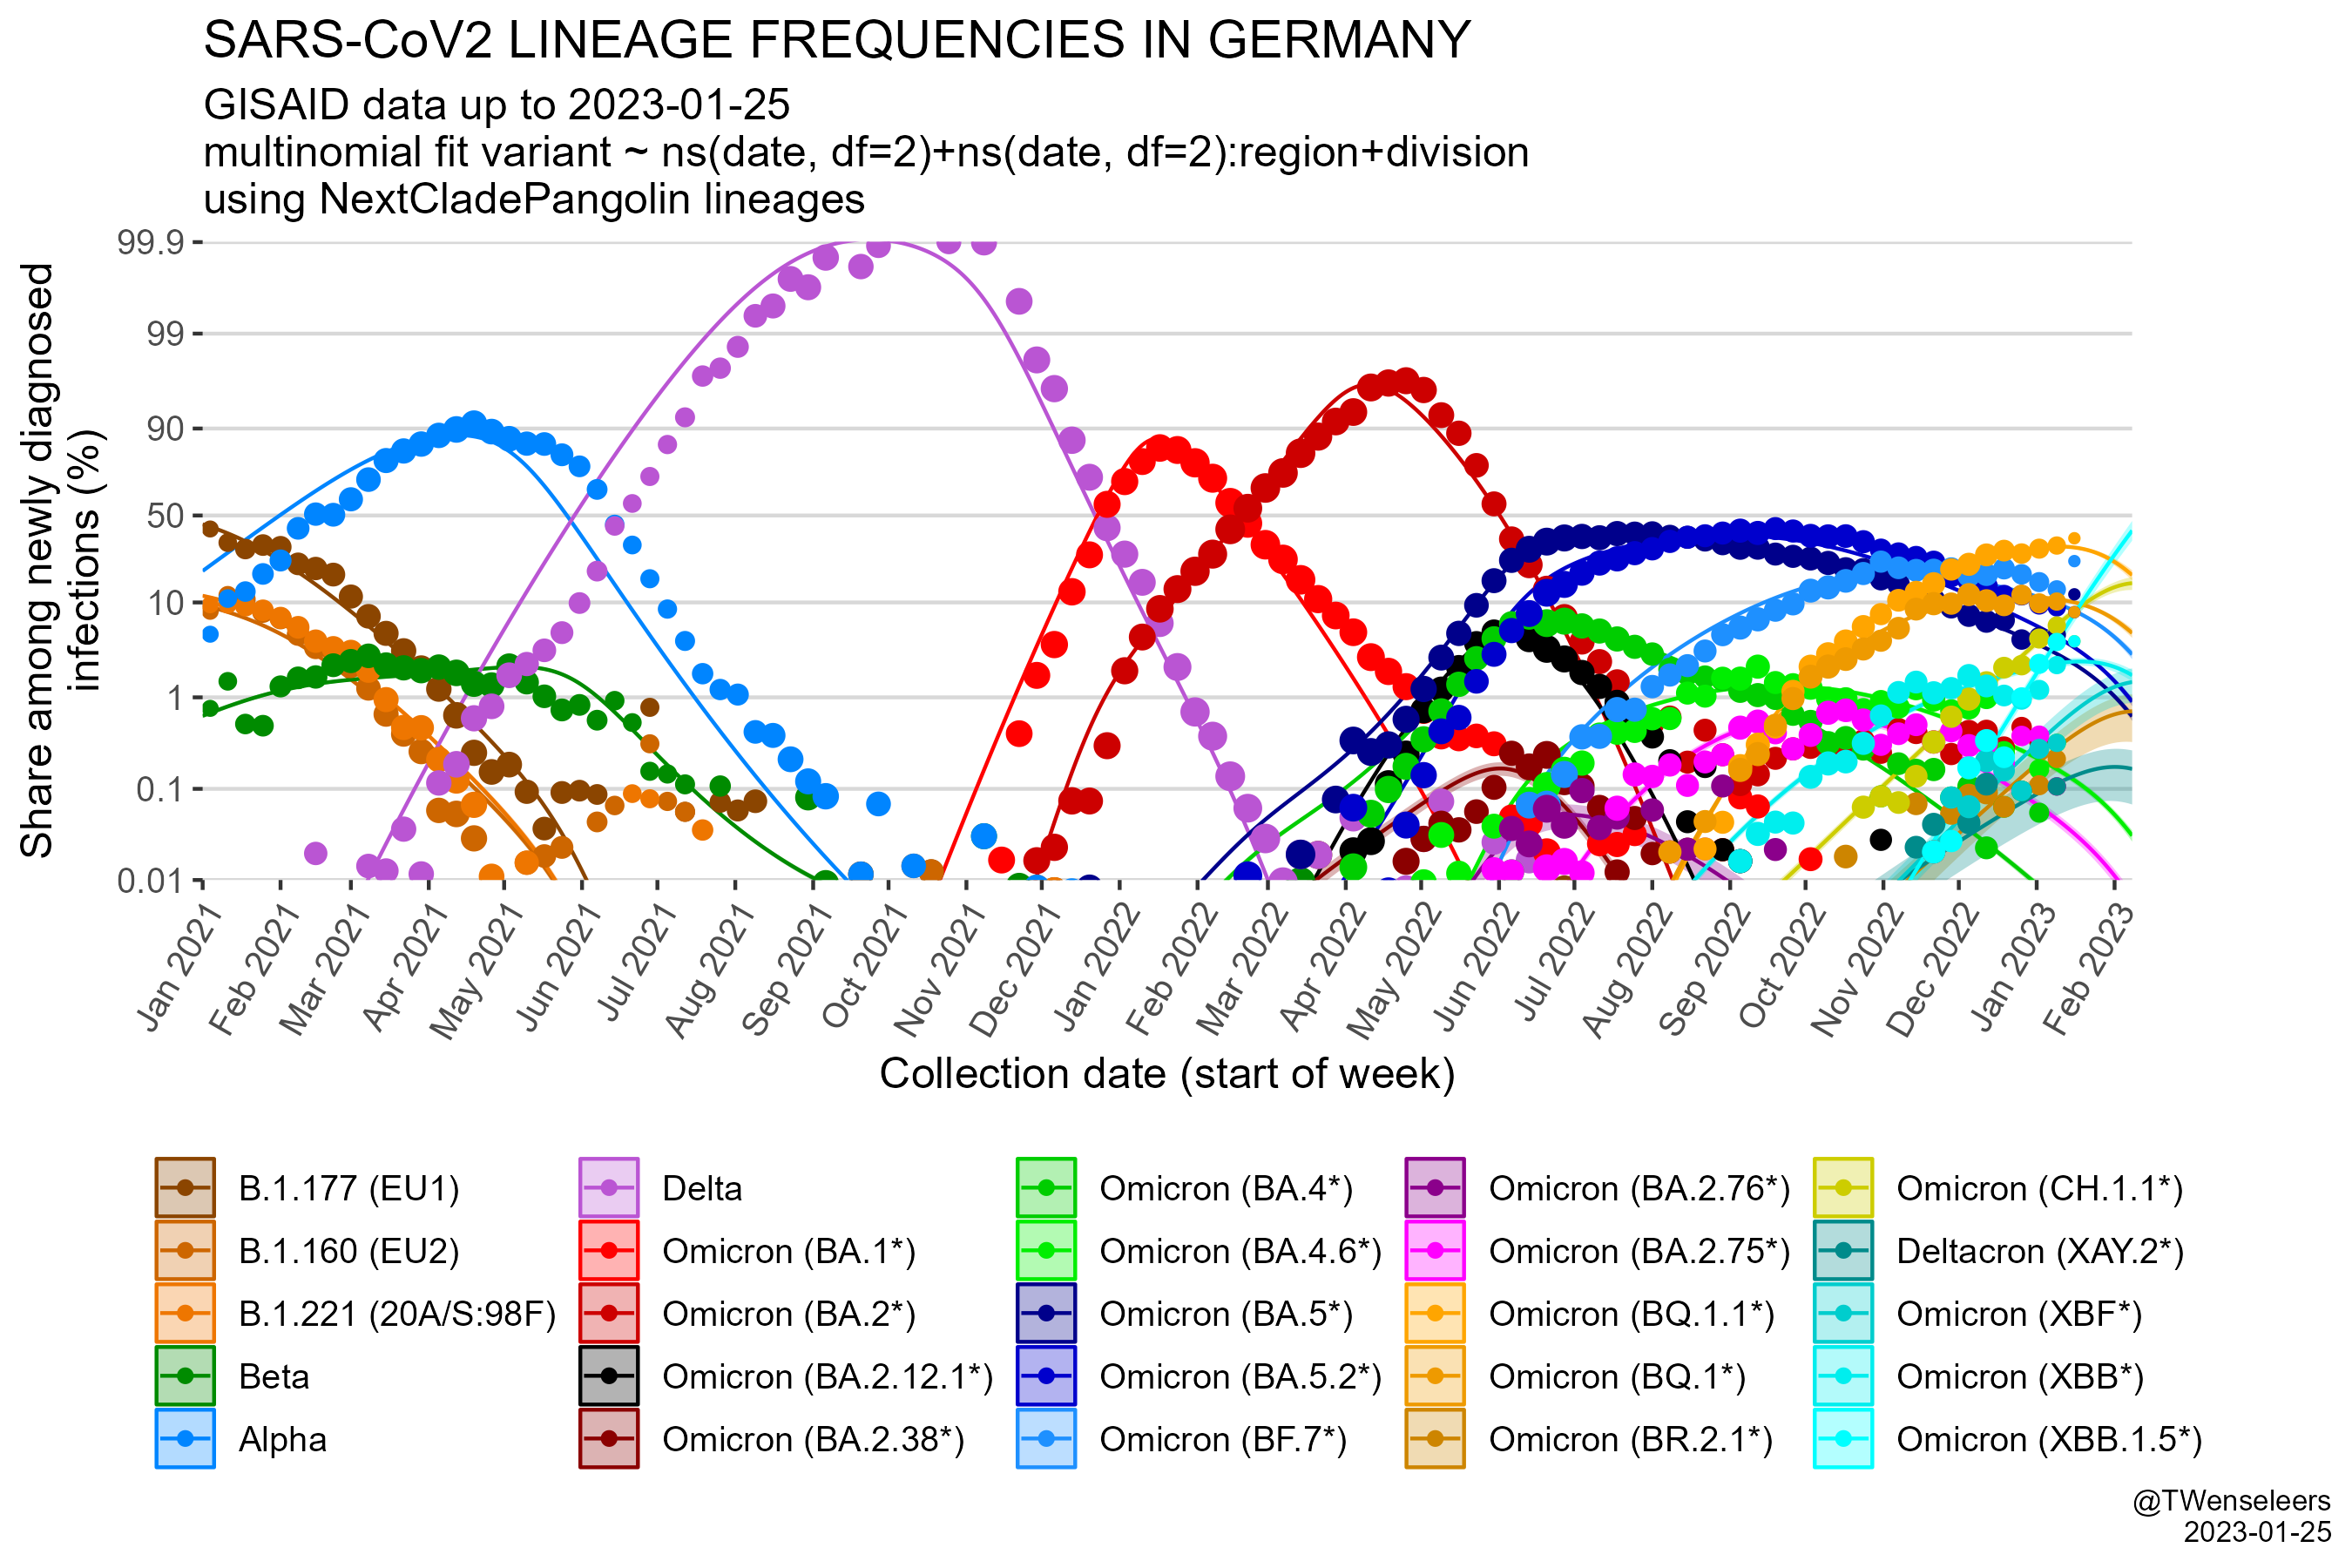 SARS-CoV2 LINEAGE FREQUENCIES IN GERMANY
GISAID data up to 2023-01-25
multinomial fit variant ~ ns(date, df=2)+ns(date, df=2):region+division
using NextCladePangolin lineages
Share among newly diagnosed
infections (%)
99.9
99
90
50
10
1
0.1
0.01
Jan 2021
Feb 2021
Mar 2021
Apr 2021
May 2021
Jun 2021
Jul 2021
Aug 2021
Sep 2021
Oct 2021
Nov 2021
Dec 2021
Jan 2022
Feb 2022
Mar 2022
Apr 2022
May 2022
Jun 2022
Jul 2022
Aug 2022
Sep 2022
Oct 2022
Nov 2022
Dec 2022
Jan 2023
Feb 2023
Collection date (start of week)
B.1.177 (EU1)
B.1.160 (EU2)
B.1.221 (20A/S:98F)
Beta
Alpha
Delta
Omicron (BA.1*)
Omicron (BA.2*)
Omicron (BA.2.12.1*)
Omicron (BA.2.38*)
Omicron (BA.4*)
Omicron (BA.4.6*)
Omicron (BA.5*)
Omicron (BA.5.2*)
Omicron (BF.7*)
Omicron (BA.2.76*)
Omicron (BA.2.75*)
Omicron (BQ.1.1*)
Omicron (BQ.1*)
Omicron (BR.2.1*)
Omicron (CH.1.1*)
Deltacron (XAY.2*)
Omicron (XBF*)
Omicron (XBB*)
Omicron (XBB.1.5*)
@TWenseleers
2023-01-25